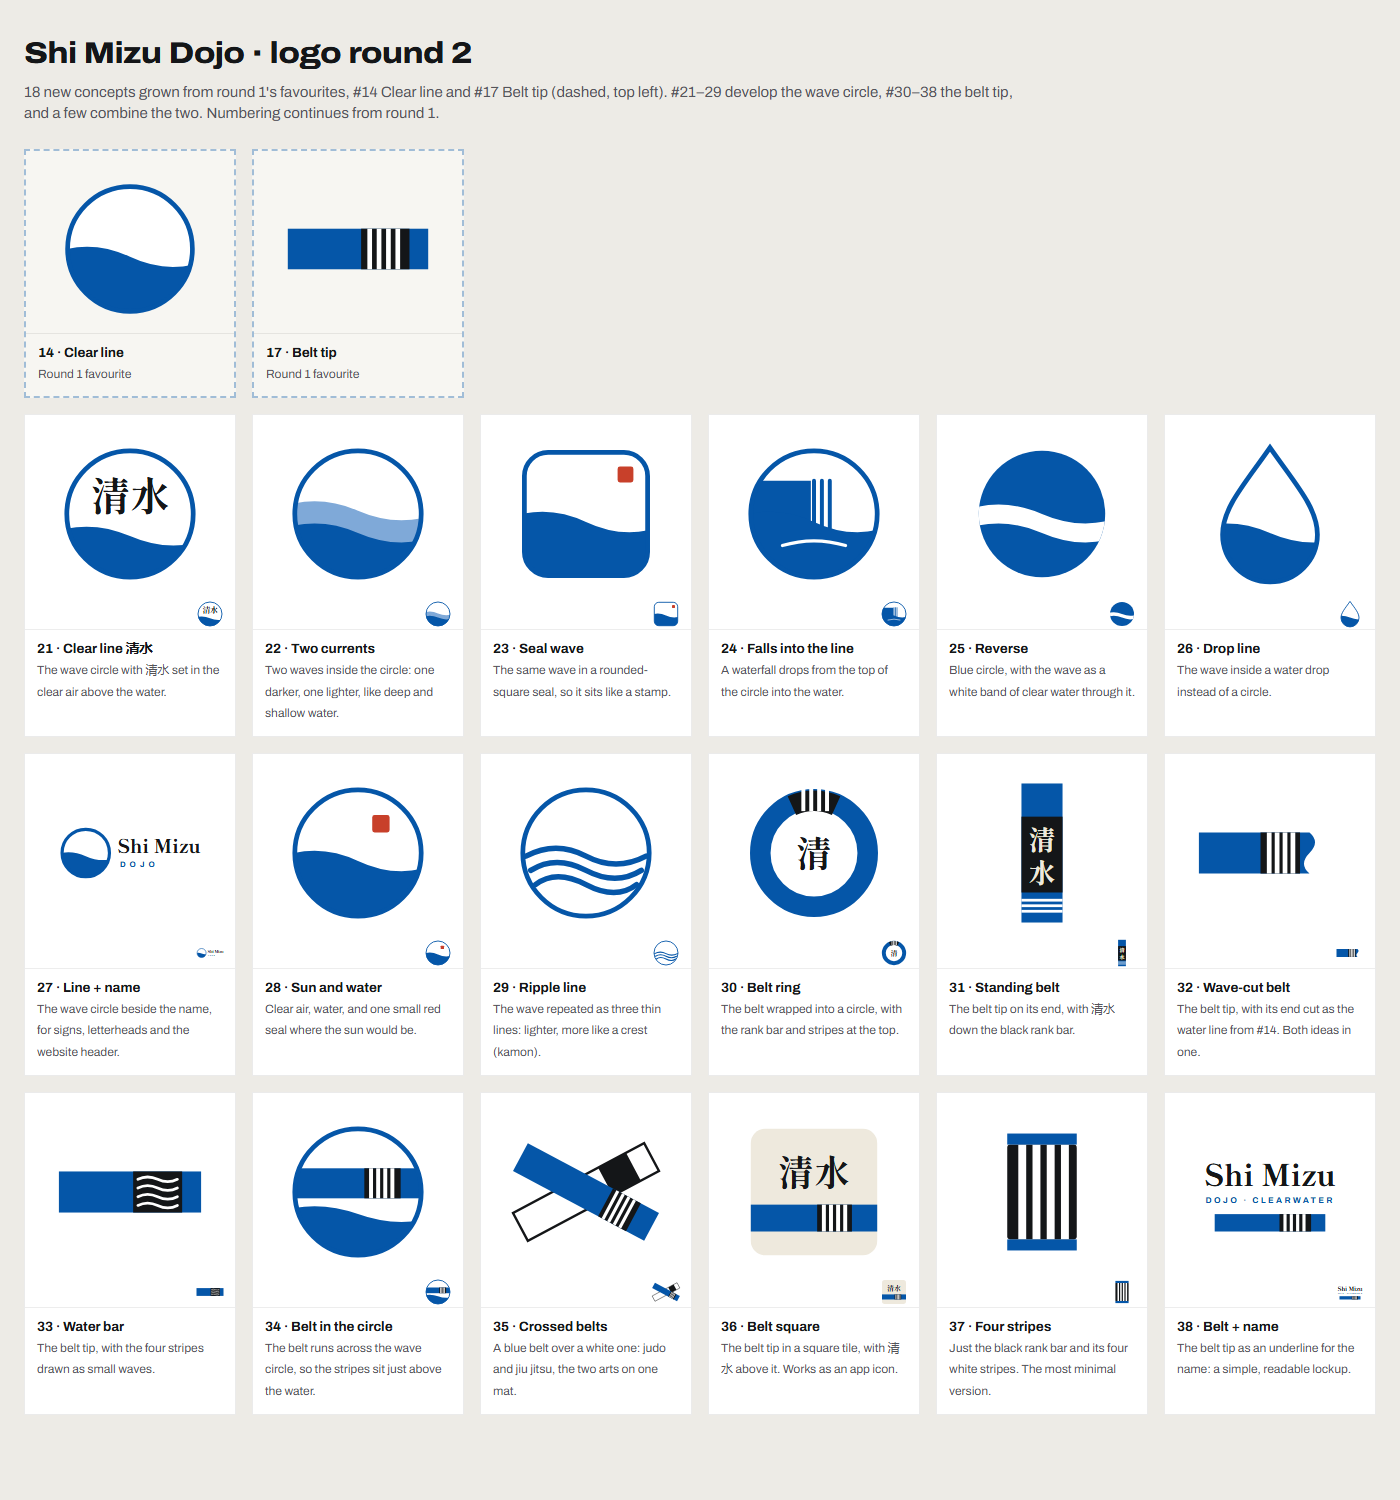 Shi Mizu Dojo · logo round 2
18 new concepts grown from round 1's favourites, #14 Clear line and #17 Belt tip (dashed, top left). #21–29 develop the wave circle, #30–38 the belt tip,
and a few combine the two. Numbering continues from round 1.
14 · Clear line
Round 1 favourite
17 · Belt tip
Round 1 favourite
清水
清水
21 · Clear line 清水
The wave circle with 清水 set in the
clear air above the water.
22 · Two currents
Two waves inside the circle: one
darker, one lighter, like deep and
shallow water.
23 · Seal wave
The same wave in a rounded-
square seal, so it sits like a stamp.
24 · Falls into the line
A waterfall drops from the top of
the circle into the water.
25 · Reverse
Blue circle, with the wave as a
white band of clear water through it.
26 · Drop line
The wave inside a water drop
instead of a circle.
Shi Mizu
DOJO
Shi Mizu
27 · Line + name
The wave circle beside the name,
for signs, letterheads and the
website header.
28 · Sun and water
Clear air, water, and one small red
seal where the sun would be.
29 · Ripple line
The wave repeated as three thin
lines: lighter, more like a crest
(kamon).
清
清
30 · Belt ring
The belt wrapped into a circle, with
the rank bar and stripes at the top.
清
水
清
水
31 · Standing belt
The belt tip on its end, with 清水
down the black rank bar.
32 · Wave-cut belt
The belt tip, with its end cut as the
water line from #14. Both ideas in
one.
33 · Water bar
The belt tip, with the four stripes
drawn as small waves.
34 · Belt in the circle
The belt runs across the wave
circle, so the stripes sit just above
the water.
35 · Crossed belts
A blue belt over a white one: judo
and jiu jitsu, the two arts on one
mat.
清水
清水
36 · Belt square
The belt tip in a square tile, with 清
水 above it. Works as an app icon.
37 · Four stripes
Just the black rank bar and its four
white stripes. The most minimal
version.
Shi Mizu
DOJO · CLEARWATER
Shi Mizu
38 · Belt + name
The belt tip as an underline for the
name: a simple, readable lockup.